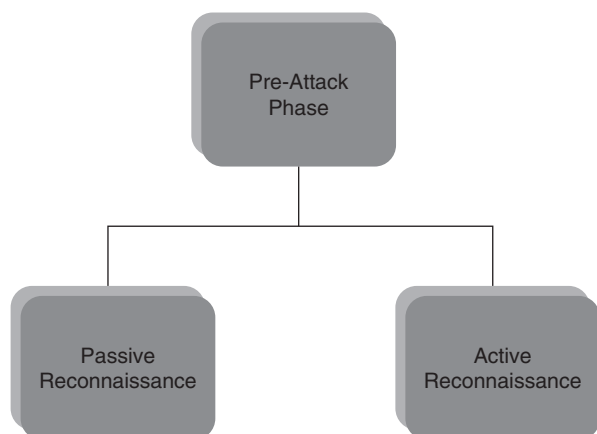 Pre-Attack
Phase
Passive
Reconnaissance
Active
Reconnaissance